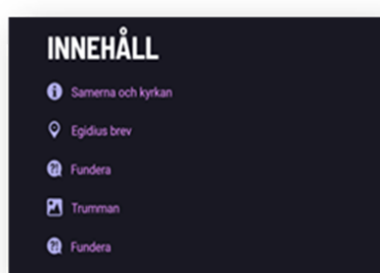 INNEHÅLL
Samerna och kyrkan
Egidius brev
Fundera
Trumman
Fundera